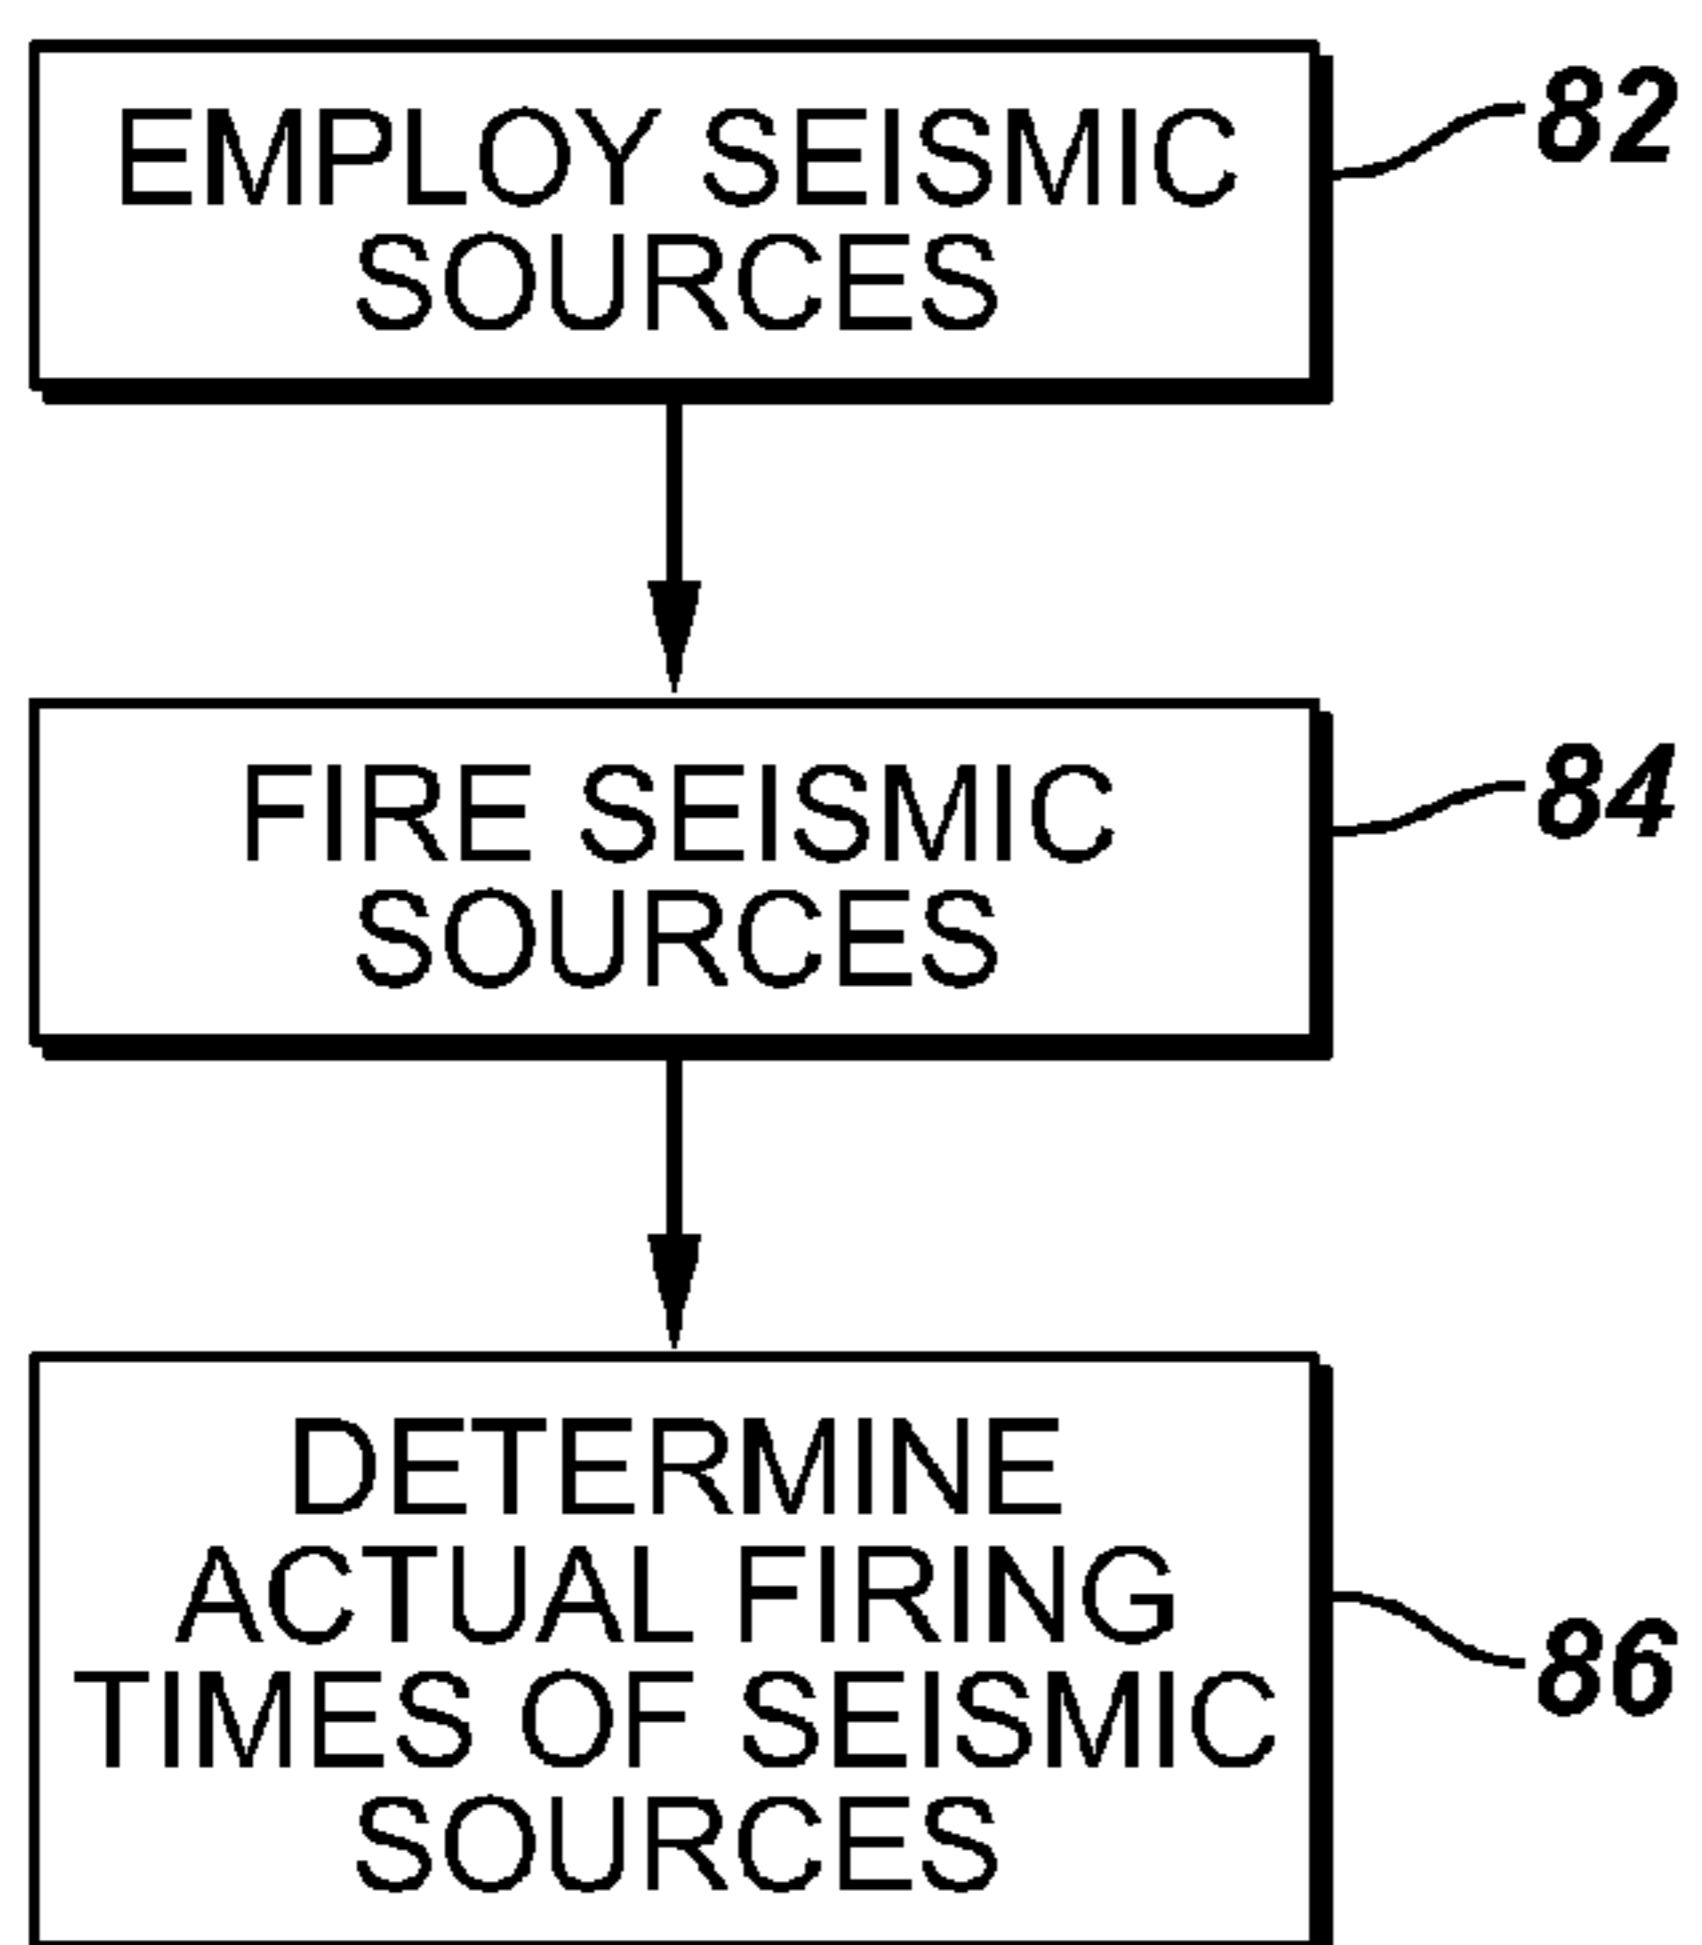 EMPLOY SEISMIC
SOURCES
82
FIRE SEISMIC
SOURCES
84
DETERMINE
ACTUAL FIRING
TIMES OF SEISMIC
SOURCES
86